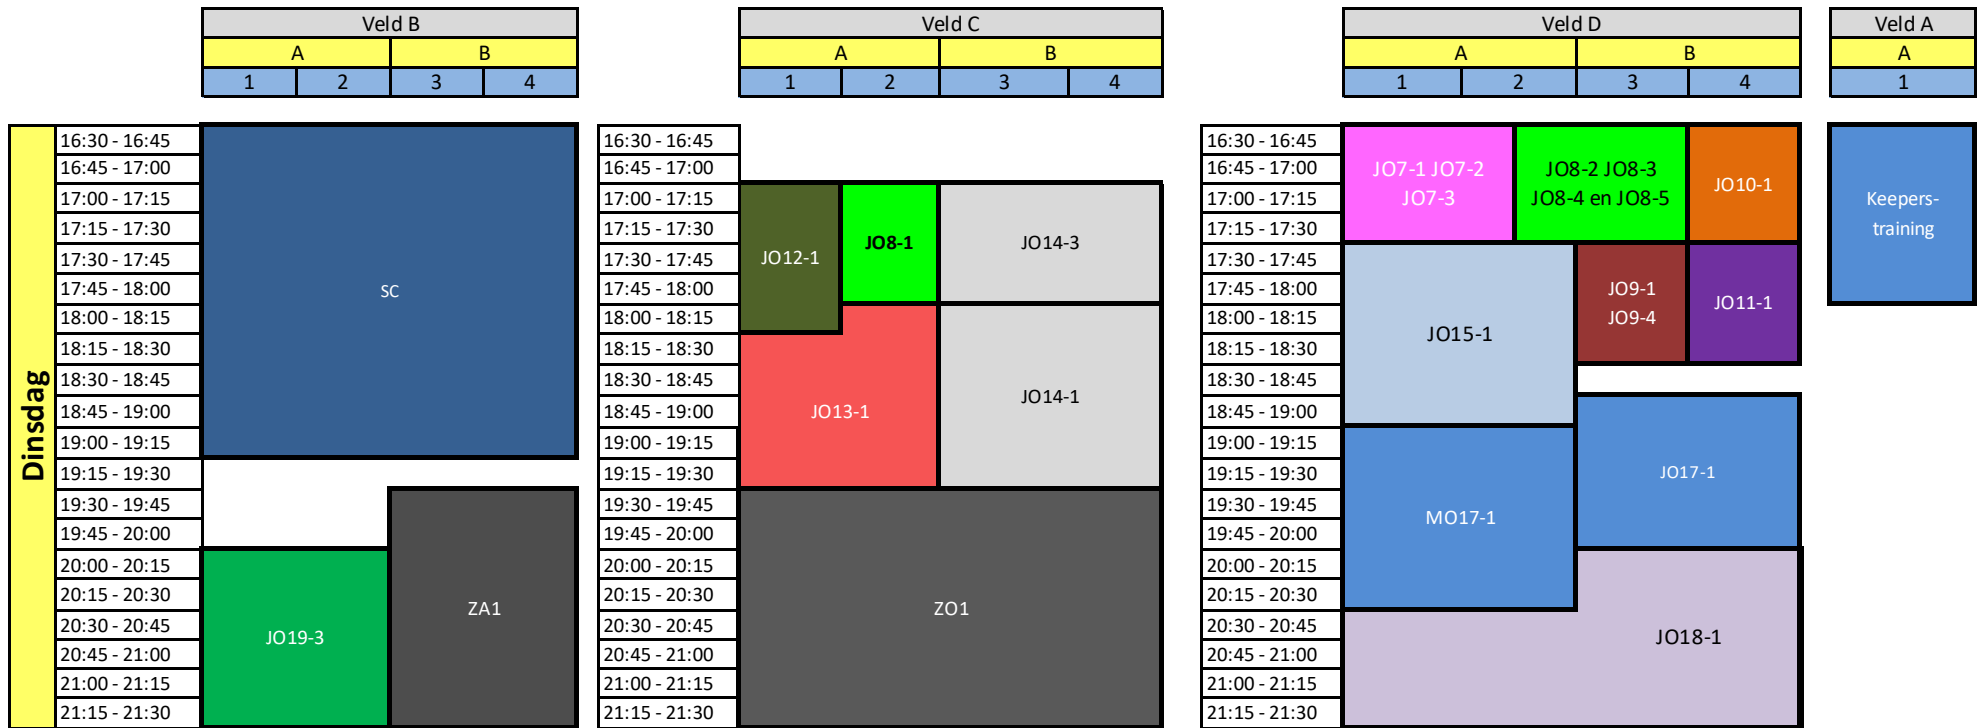 Veld B
Veld C
Veld D
Veld A
A B
A B
A B
A
1 2 3 4
1 2 3 4
1 2 3 4
1
Dinsdag
16:30 - 16:45
16:45 - 17:00
17:00 - 17:15
17:15 - 17:30
17:30 - 17:45
17:45 - 18:00
18:00 - 18:15
18:15 - 18:30
18:30 - 18:45
18:45 - 19:00
19:00 - 19:15
19:15 - 19:30
19:30 - 19:45
19:45 - 20:00
20:00 - 20:15
20:15 - 20:30
20:30 - 20:45
20:45 - 21:00
21:00 - 21:15
21:15 - 21:30
SC
ZA1
JO19-3
16:30 - 16:45
16:45 - 17:00
17:00 - 17:15
17:15 - 17:30
17:30 - 17:45
17:45 - 18:00
18:00 - 18:15
18:15 - 18:30
18:30 - 18:45
18:45 - 19:00
19:00 - 19:15
19:15 - 19:30
19:30 - 19:45
19:45 - 20:00
20:00 - 20:15
20:15 - 20:30
20:30 - 20:45
20:45 - 21:00
21:00 - 21:15
21:15 - 21:30
JO12-1
JO8-1
JO14-3
JO13-1
JO14-1
ZO1
16:30 - 16:45
16:45 - 17:00
17:00 - 17:15
17:15 - 17:30
17:30 - 17:45
17:45 - 18:00
18:00 - 18:15
18:15 - 18:30
18:30 - 18:45
18:45 - 19:00
19:00 - 19:15
19:15 - 19:30
19:30 - 19:45
19:45 - 20:00
20:00 - 20:15
20:15 - 20:30
20:30 - 20:45
20:45 - 21:00
21:00 - 21:15
21:15 - 21:30
JO7-1 JO7-2
JO7-3
JO8-2 JO8-3
JO8-4 en JO8-5
JO10-1
JO15-1
JO9-1
JO9-4
JO11-1
MO17-1
JO17-1
JO18-1
Keepers-
training